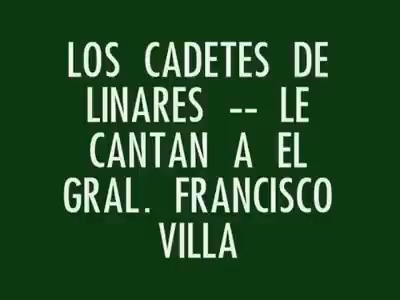 LOS CADETES DE
LINARES -- LE
CANTAN A EL
GRAL. FRANCISCO
VILLA